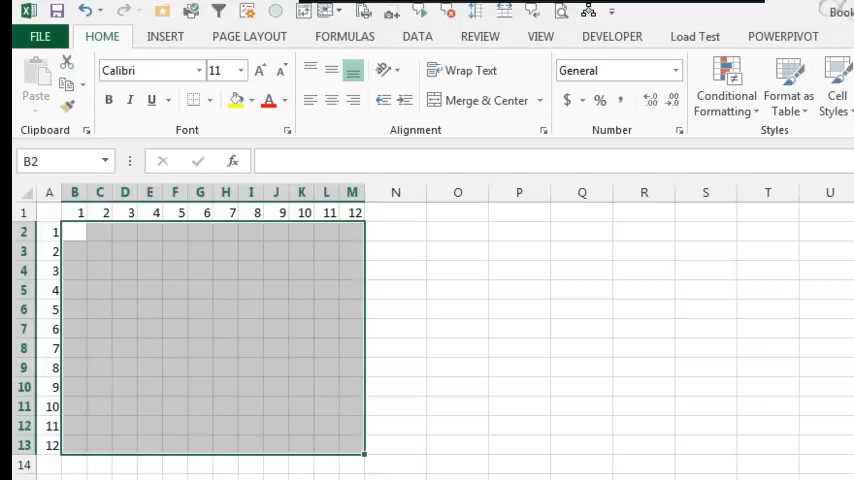 Book
FILE HOME INSERT PAGE LAYOUT FORMULAS DATA REVIEW VIEW DEVELOPER Load Test POWERPIVOT
Paste
Calibri 11 A A
B I U A
Wrap Text
Merge & Center
General
$ % , .00
Conditional Formatting
Format as Table
Cell Styles
Clipboard Font Alignment Number Styles
B2 fx
A B C D E F G H I J K L M N O P Q R S T U
1 1 2 3 4 5 6 7 8 9 10 11 12
2 1
3 2
4 3
5 4
6 5
7 6
8 7
9 8
10 9
11 10
12 11
13 12
14